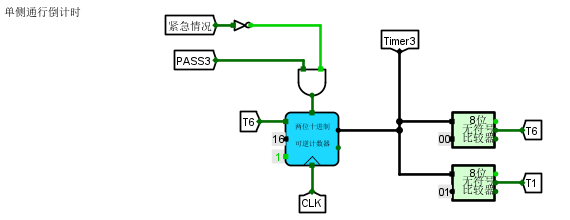 单侧通行倒计时
紧急情况
Timer3
PASS3
T6
两位十进制
16
可逆计数器
1
CLK
8位
无符号
比较器
00
T6
8位
无符号
比较器
01
T1